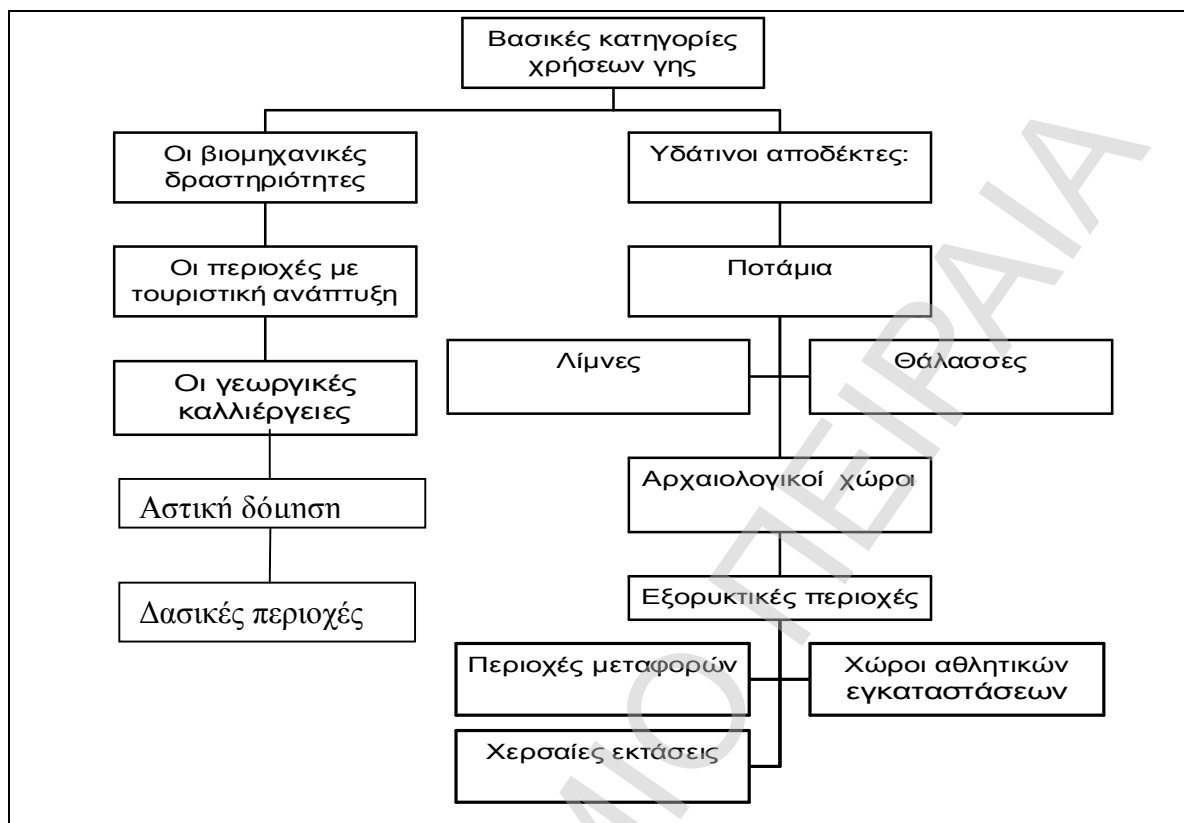 Βασικές κατηγορίες
χρήσεων γης
Οι βιομηχανικές
δραστηριότητες
Υδάτινοι αποδέκτες:
Οι περιοχές με
τουριστική ανάπτυξη
Ποτάμια
Λίμνες
Θάλασσες
Οι γεωργικές
καλλιέργειες
Αρχαιολογικοί χώροι
Αστική δόμηση
Εξορυκτικές περιοχές
Δασικές περιοχές
Περιοχές μεταφορών
Χώροι αθλητικών
εγκαταστάσεων
Χερσαίες εκτάσεις
ΠΕΙΡΑΙΑ